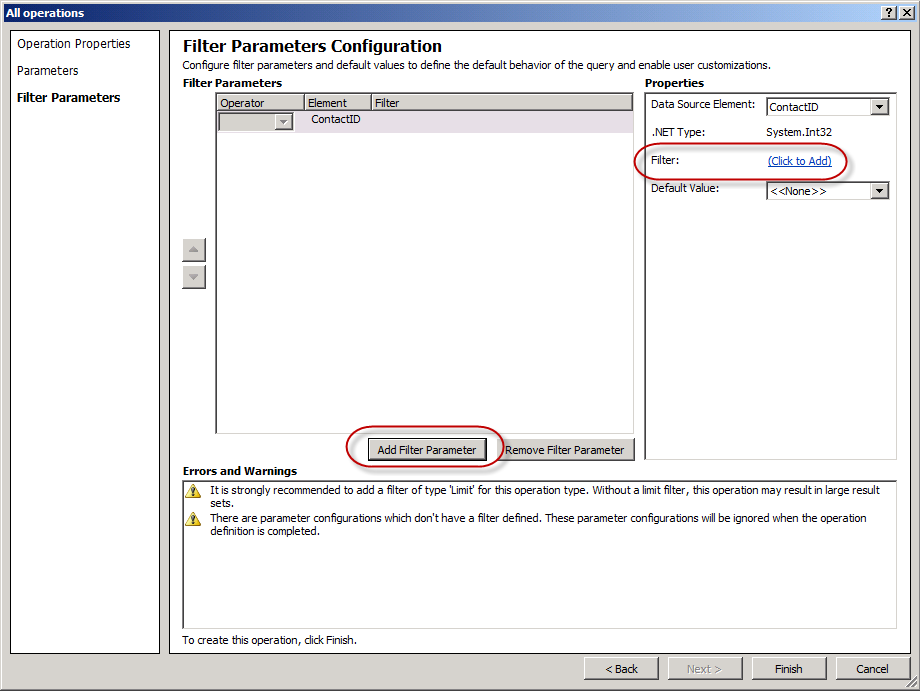 All operations
Operation Properties
Parameters
Filter Parameters
Filter Parameters Configuration
Configure filter parameters and default values to define the default behavior of the query and enable user customizations.
Filter Parameters
Operator Element Filter
ContactID
Add Filter Parameter
Remove Filter Parameter
Properties
Data Source Element: ContactID
.NET Type: System.Int32
Filter: (Click to Add)
Default Value: <<None>>
Errors and Warnings
It is strongly recommended to add a filter of type 'Limit' for this operation type. Without a limit filter, this operation may result in large result
sets.
There are parameter configurations which don't have a filter defined. These parameter configurations will be ignored when the operation
definition is completed.
To create this operation, click Finish.
< Back
Next >
Finish
Cancel